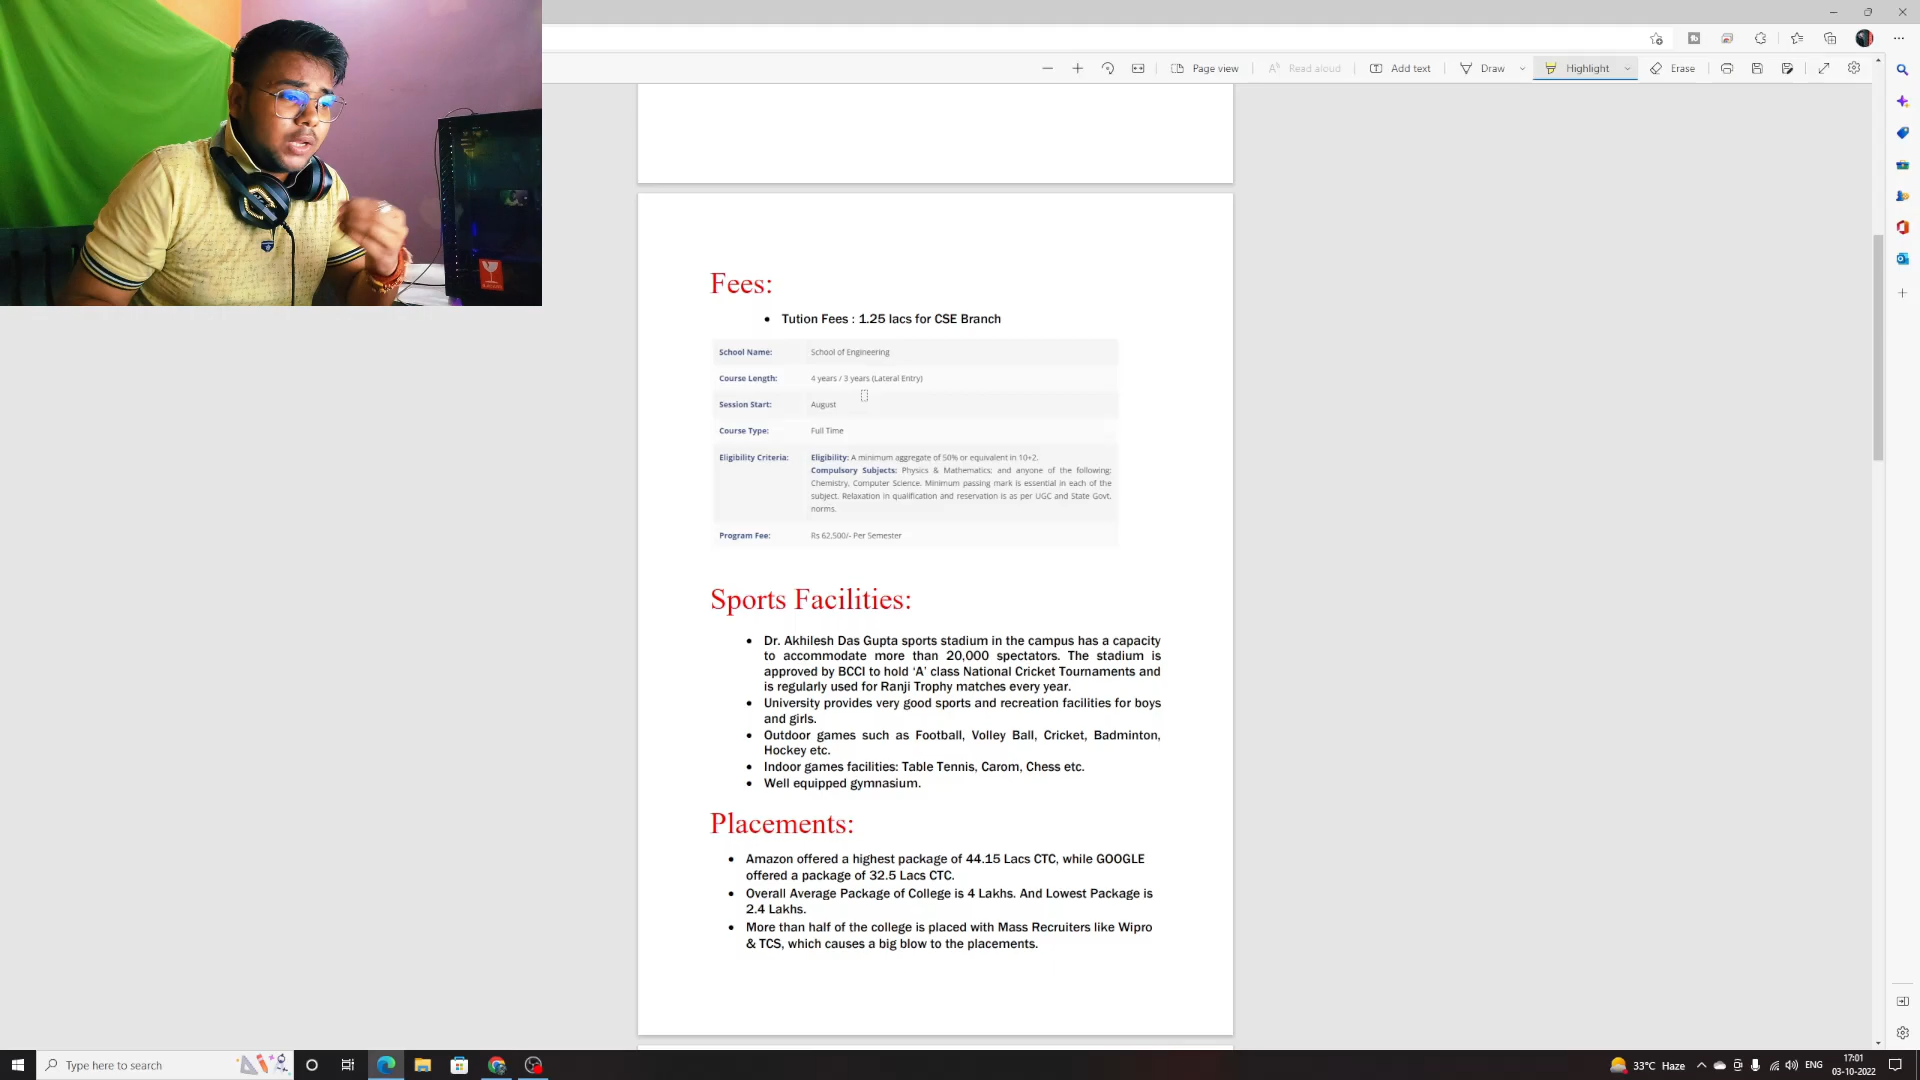 Page view
Read aloud
Add text
Draw
Highlight
Erase
Fees:
• Tution Fees : 1.25 lacs for CSE Branch
School Name: School of Engineering
Course Length: 4 years / 3 years (Lateral Entry)
Session Start: August
Course Type: Full Time
Eligibility Criteria: Eligibility: A minimum aggregate of 50% or equivalent in 10+2.
Compulsory Subjects: Physics & Mathematics; and anyone of the following:
Chemistry, Computer Science. Minimum passing mark is essential in each of the
subject. Relaxation in qualification and reservation is as per UGC and State Govt.
norms.
Program Fee: Rs 62,500/- Per Semester
Sports Facilities:
• Dr. Akhilesh Das Gupta sports stadium in the campus has a capacity
to accommodate more than 20,000 spectators. The stadium is
approved by BCCI to hold ‘A’ class National Cricket Tournaments and
is regularly used for Ranji Trophy matches every year.
• University provides very good sports and recreation facilities for boys
and girls.
• Outdoor games such as Football, Volley Ball, Cricket, Badminton,
Hockey etc.
• Indoor games facilities: Table Tennis, Carom, Chess etc.
• Well equipped gymnasium.
Placements:
• Amazon offered a highest package of 44.15 Lacs CTC, while GOOGLE
offered a package of 32.5 Lacs CTC.
• Overall Average Package of College is 4 Lakhs. And Lowest Package is
2.4 Lakhs.
• More than half of the college is placed with Mass Recruiters like Wipro
& TCS, which causes a big blow to the placements.
Type here to search
33°C Haze
ENG
17:01
03-10-2022